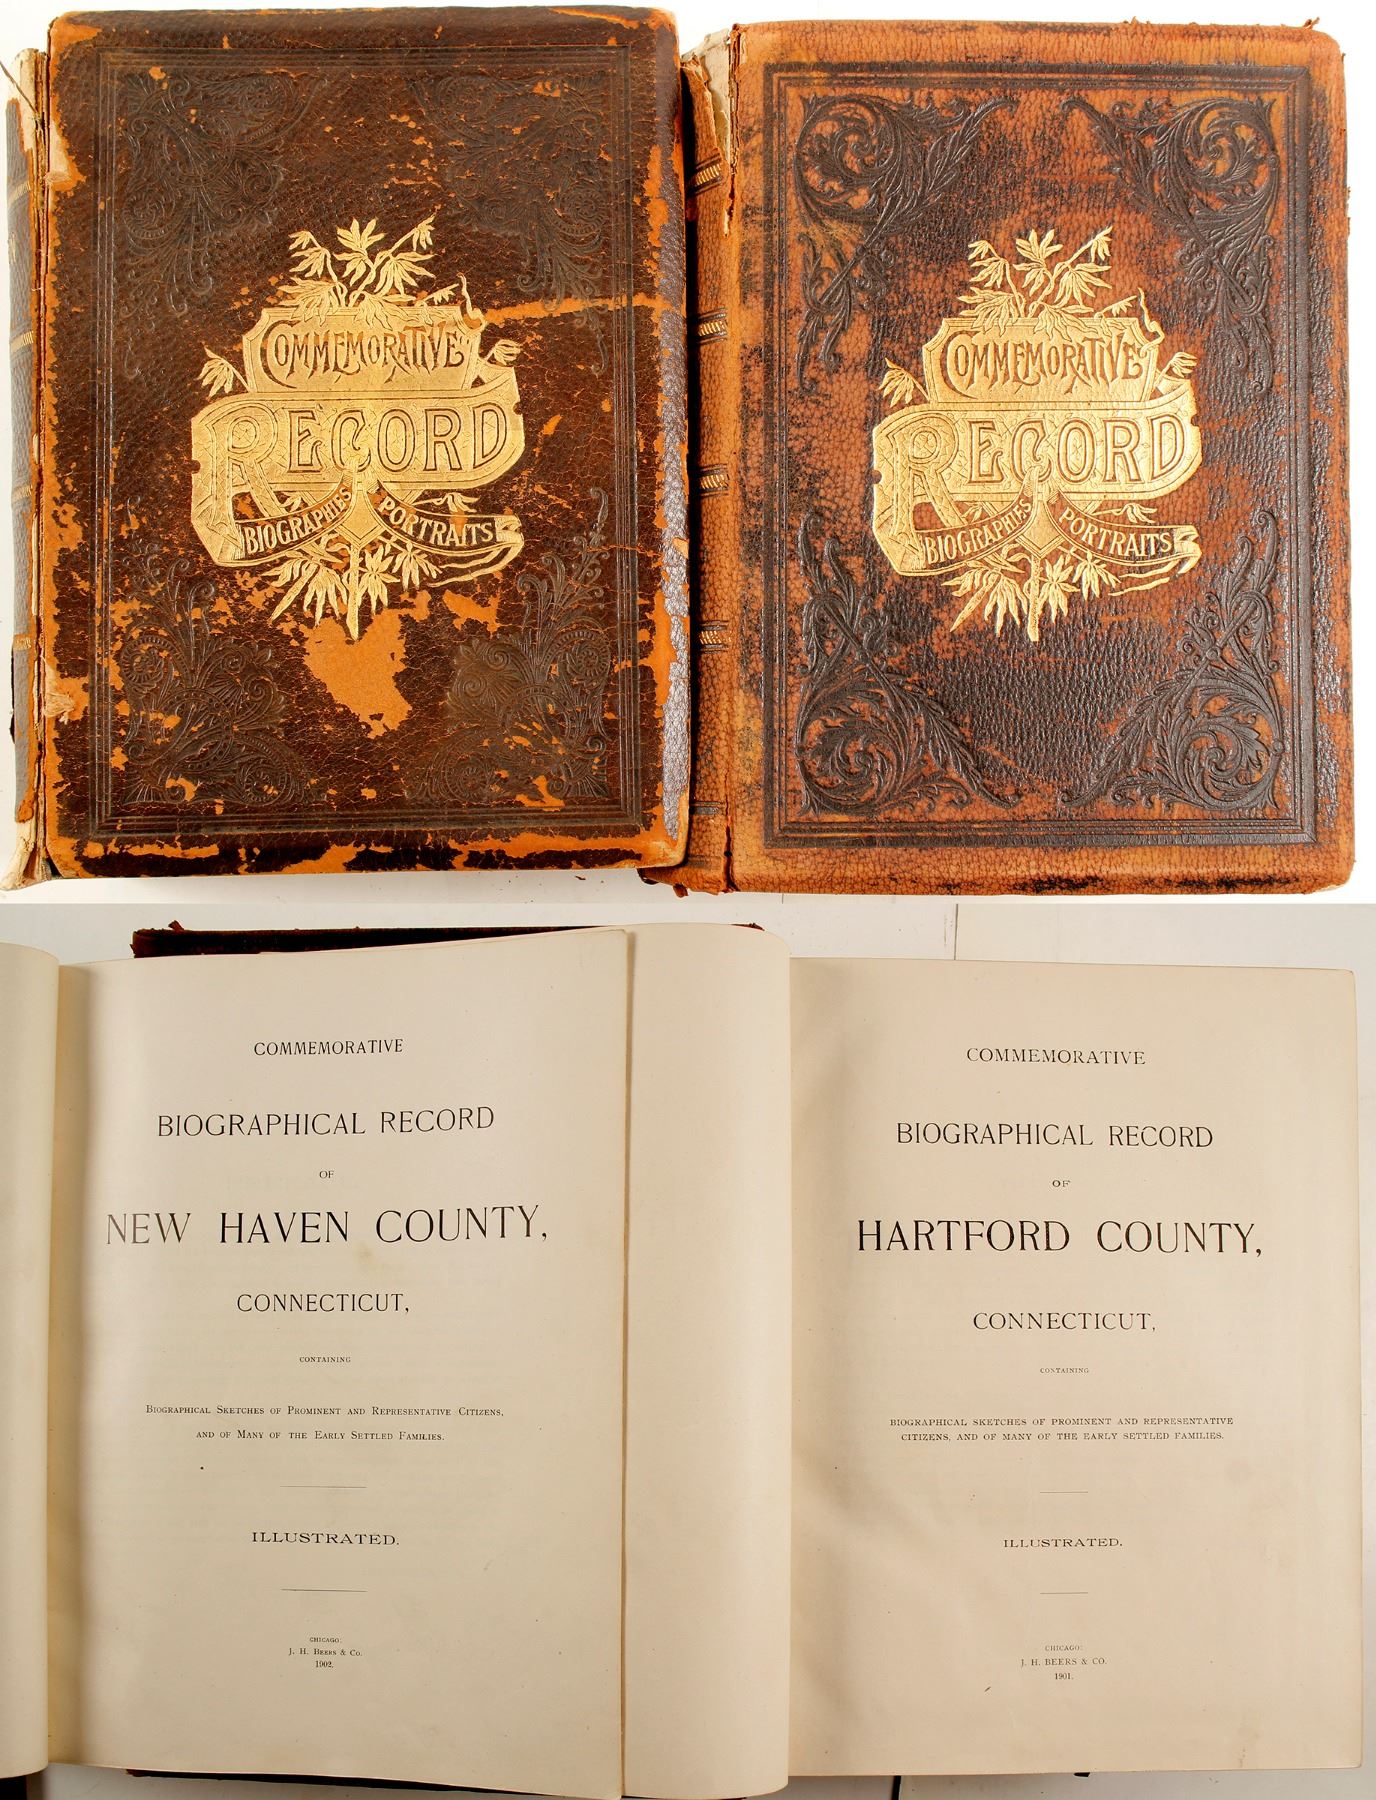 COMMEMORATIVE
RECORD
BIOGRAPHIES PORTRAITS
COMMEMORATIVE
RECORD
BIOGRAPHIES PORTRAITS
COMMEMORATIVE
BIOGRAPHICAL RECORD
OF
NEW HAVEN COUNTY,
CONNECTICUT,
CONTAINING
BIOGRAPHICAL SKETCHES OF PROMINENT AND REPRESENTATIVE CITIZENS,
AND OF MANY OF THE EARLY SETTLED FAMILIES.
ILLUSTRATED.
CHICAGO:
J. H. BEERS & CO.
1902.
COMMEMORATIVE
BIOGRAPHICAL RECORD
OF
HARTFORD COUNTY,
CONNECTICUT,
CONTAINING
BIOGRAPHICAL SKETCHES OF PROMINENT AND REPRESENTATIVE
CITIZENS, AND OF MANY OF THE EARLY SETTLED FAMILIES.
ILLUSTRATED.
CHICAGO:
J. H. BEERS & CO.
1901.